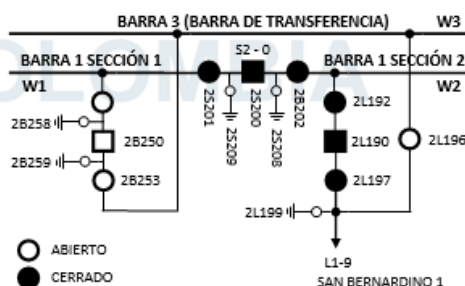 BARRA 3 (BARRA DE TRANSFERENCIA) W3
S2 - 0
BARRA 1 SECCIÓN 1 BARRA 1 SECCIÓN 2
W1 W2
COLOMBIA
2S201
2S209
2S200
2S208
2B202
2L192
2B258
2B250
2L190
2L196
2B259
2B253
2L197
2L199
ABIERTO
CERRADO
L1-9
SAN BERNARDINO 1